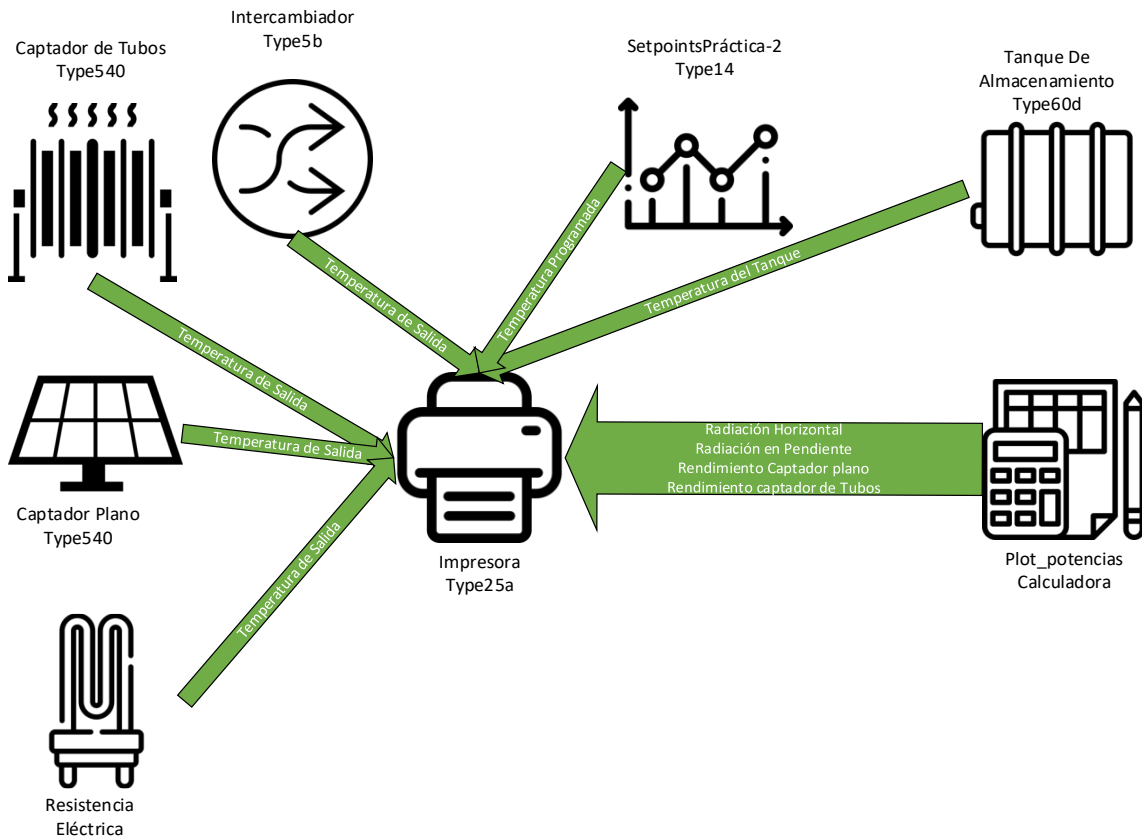 Intercambiador
Type5b
Captador de Tubos
Type540
SetpointsPráctica-2
Type14
Tanque De
Almacenamiento
Type60d
Temperatura de Salida
Temperatura Programada
Temperatura del Tanque
Temperatura de Salida
Temperatura de Salida
Radiación Horizontal
Radiación en Pendiente
Rendimiento Captador plano
Rendimiento captador de Tubos
Captador Plano
Type540
Temperatura de Salida
Impresora
Type25a
Plot_potencias
Calculadora
Resistencia
Eléctrica